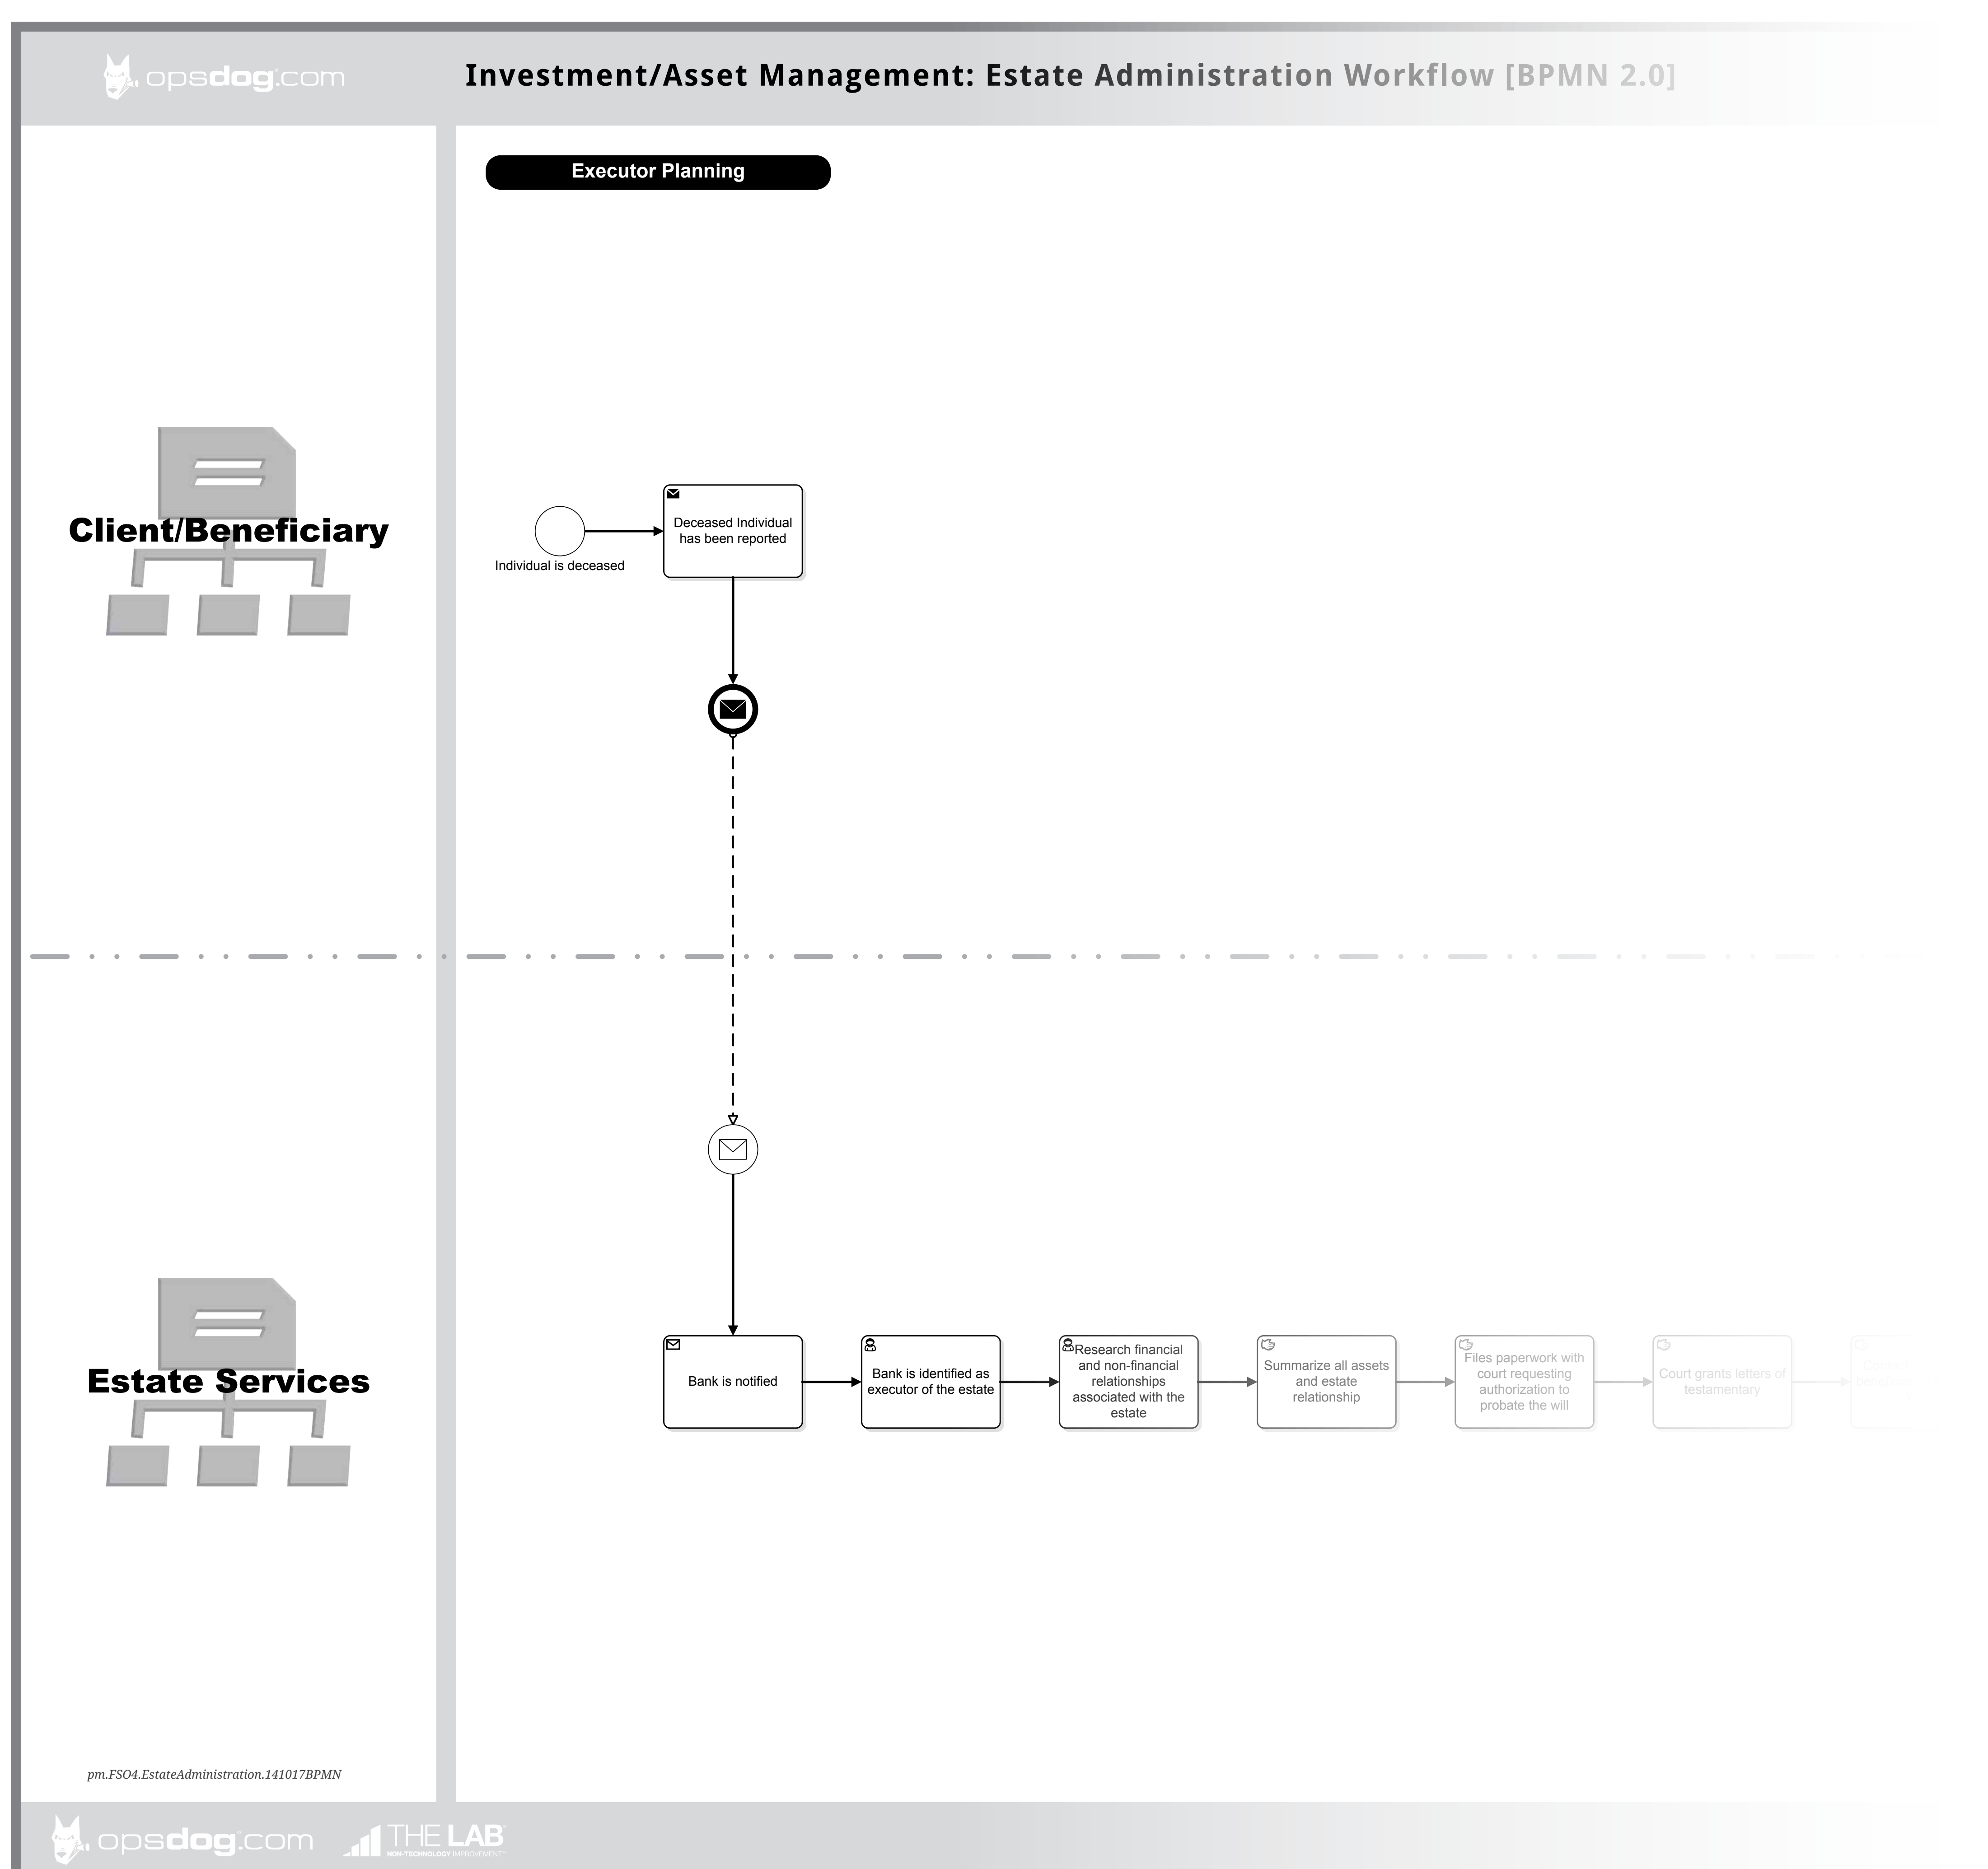 opsdog.com
Investment/Asset Management: Estate Administration Workflow [BPMN 2.0]
Executor Planning
Client/Beneficiary
Individual is deceased
Deceased Individual
has been reported
Estate Services
Bank is notified
Bank is identified as
executor of the estate
Research financial
and non-financial
relationships
associated with the
estate
Summarize all assets
and estate
relationship
Files paperwork with
court requesting
authorization to
probate the will
Court grants letters of
testamentary
pm.FSO4.EstateAdministration.141017BPMN
opsdog.com
THE LAB
NON-TECHNOLOGY IMPROVEMENT